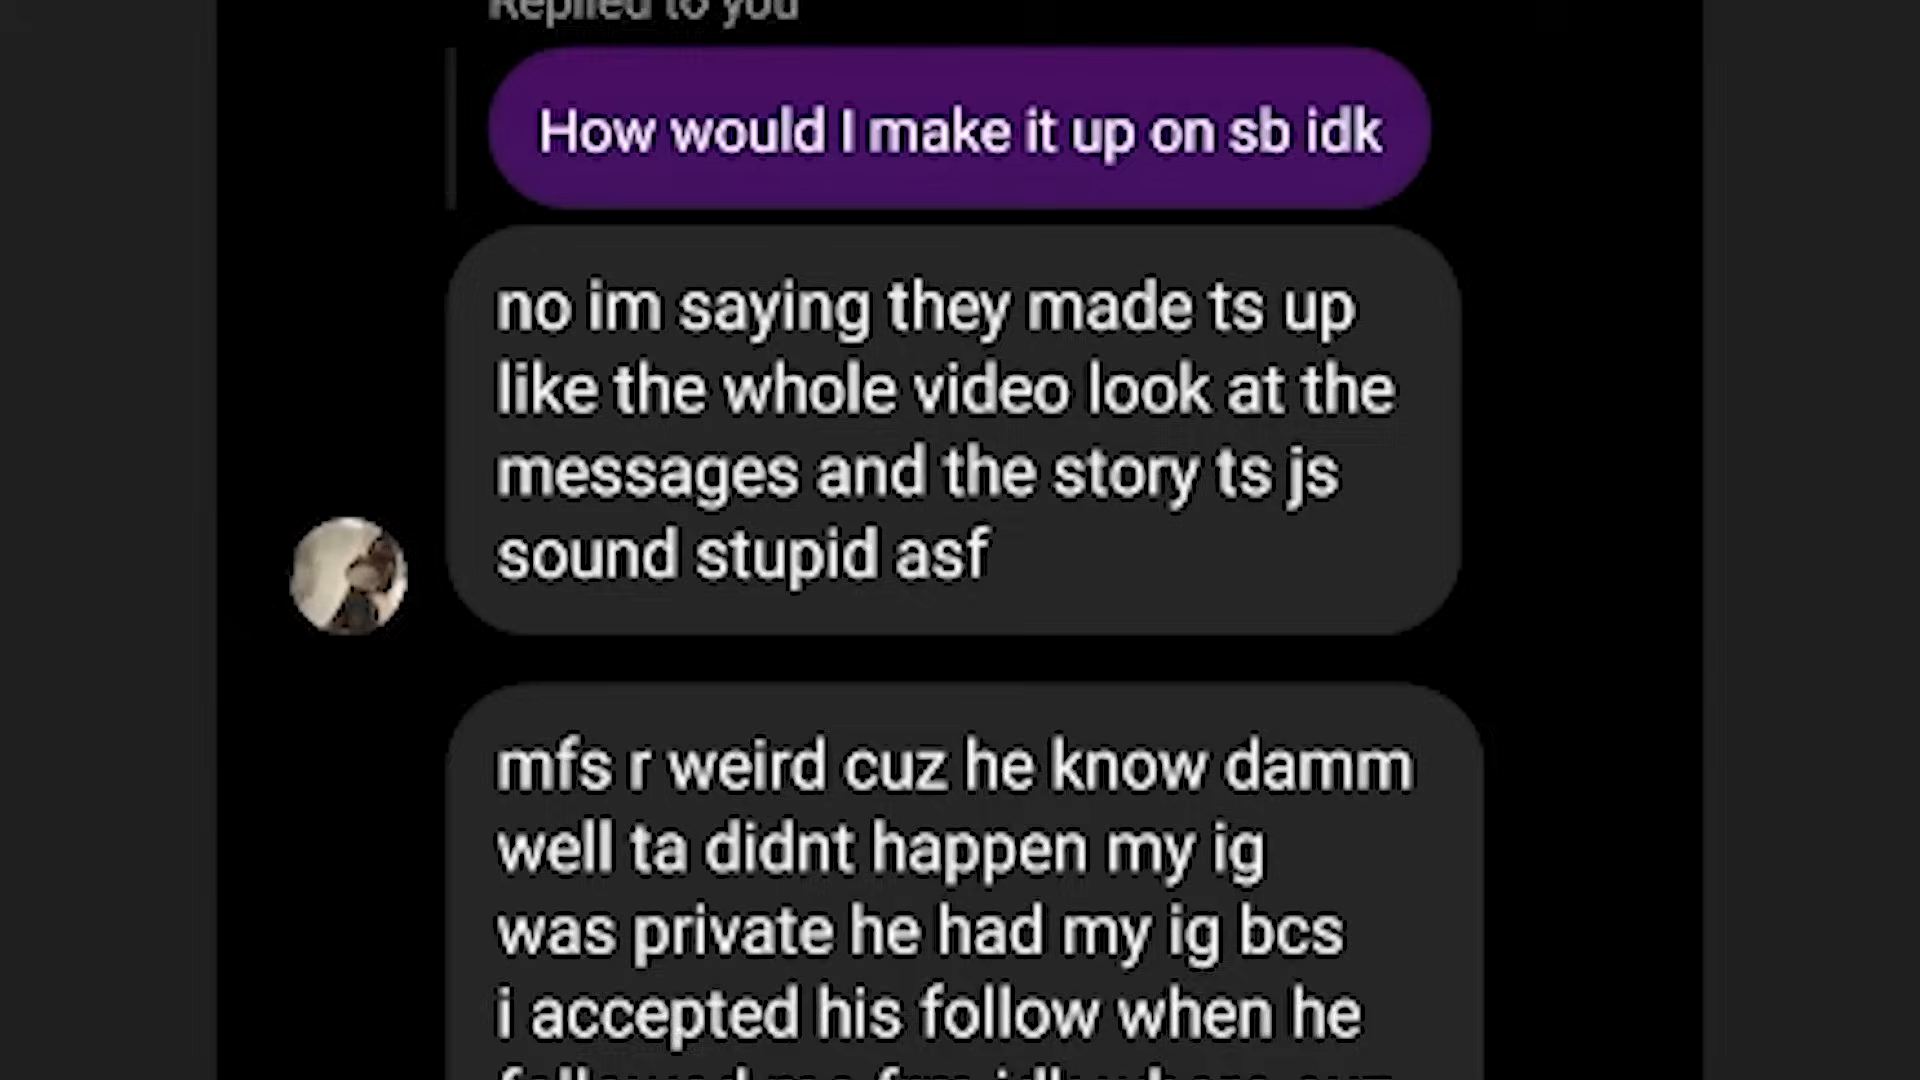 Replied to you
How would I make it up on sb idk
no im saying they made ts up
like the whole video look at the
messages and the story ts js
sound stupid asf
mfs r weird cuz he know damm
well ta didnt happen my ig
was private he had my ig bcs
i accepted his follow when he